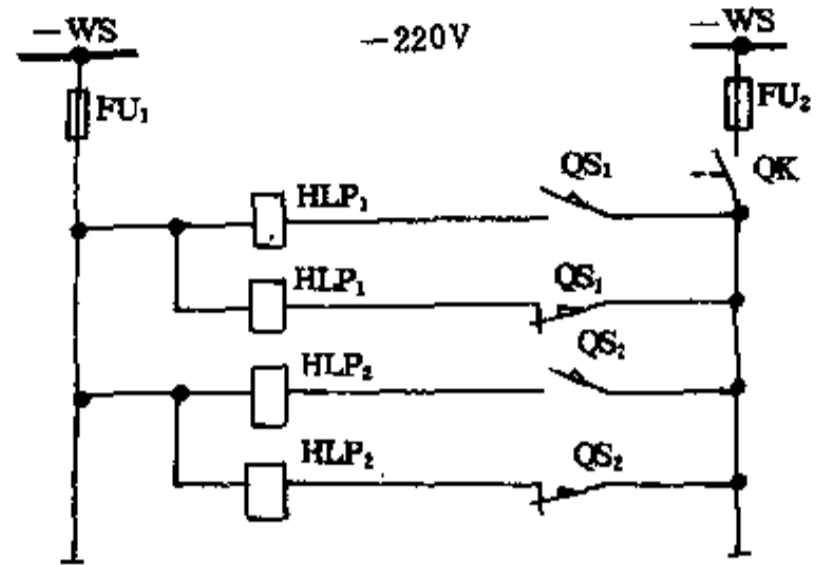 －WS
－220V
－WS
FU₁
FU₂
QK
QS₁
HLP₁
QS₁
HLP₁
QS₂
HLP₂
QS₂
HLP₂